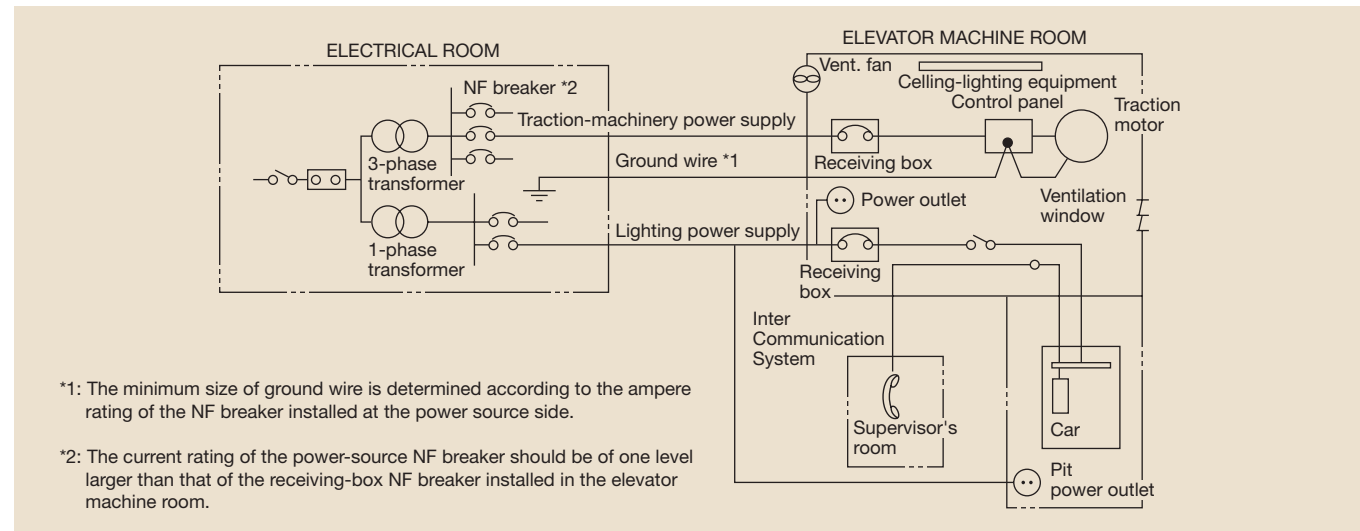 ELECTRICAL ROOM
NF breaker *2
3-phase
transformer
1-phase
transformer
Traction-machinery power supply
Ground wire *1
Lighting power supply
ELEVATOR MACHINE ROOM
Vent. fan
Celling-lighting equipment
Control panel
Traction
motor
Receiving box
Power outlet
Ventilation
window
Receiving
box
Inter
Communication
System
Supervisor's
room
Car
Pit
power outlet
*1: The minimum size of ground wire is determined according to the ampere
rating of the NF breaker installed at the power source side.
*2: The current rating of the power-source NF breaker should be of one level
larger than that of the receiving-box NF breaker installed in the elevator
machine room.